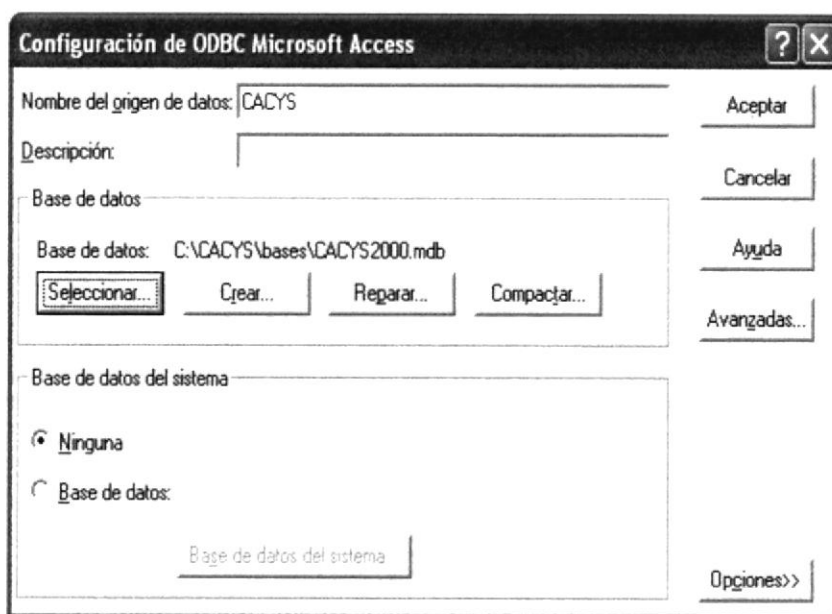 Configuración de ODBC Microsoft Access
Nombre del origen de datos: CACYS
Aceptar
Descripción:
Cancelar
Base de datos
Base de datos: C:\CACYS\bases\CACYS2000.mdb
Ayuda
Seleccionar... Crear... Reparar... Compactar...
Avanzadas...
Base de datos del sistema
Ninguna
Base de datos:
Base de datos del sistema
Opciones>>